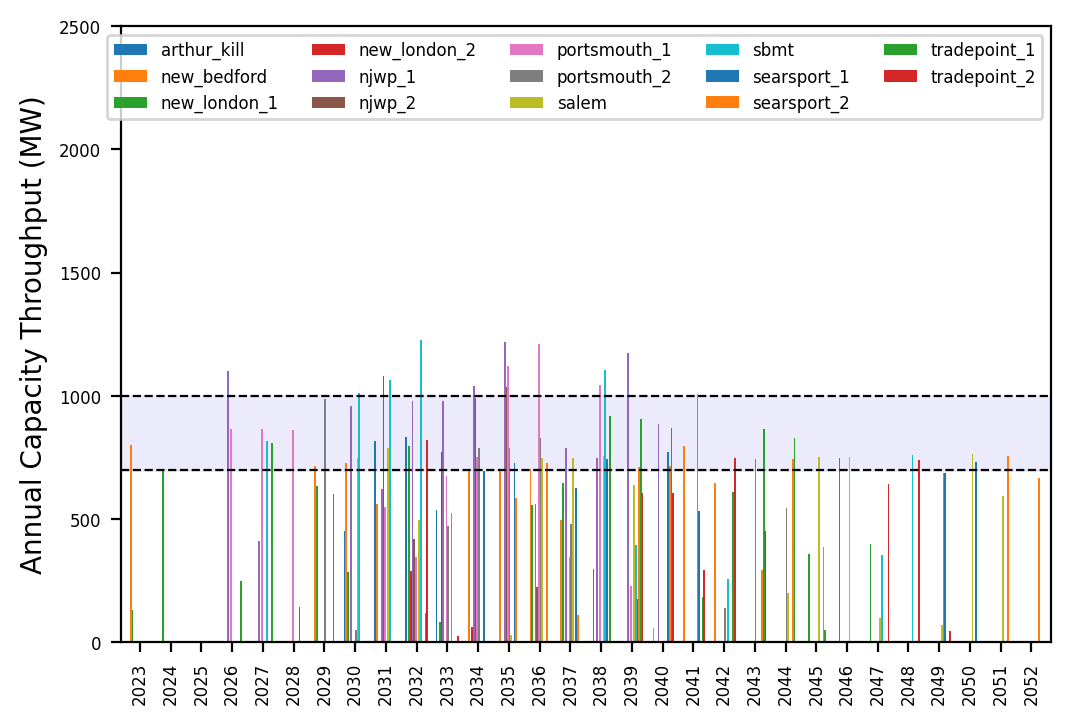 2500
arthur_kill new_london_2 portsmouth_1 sbmt tradepoint_1
new_bedford njwp_1 portsmouth_2 searsport_1 tradepoint_2
new_london_1 njwp_2 salem searsport_2
2000
1500
1000
500
0
Annual Capacity Throughput (MW)
2023 2024 2025 2026 2027 2028 2029 2030 2031 2032 2033 2034 2035 2036 2037 2038 2039 2040 2041 2042 2043 2044 2045 2046 2047 2048 2049 2050 2051 2052